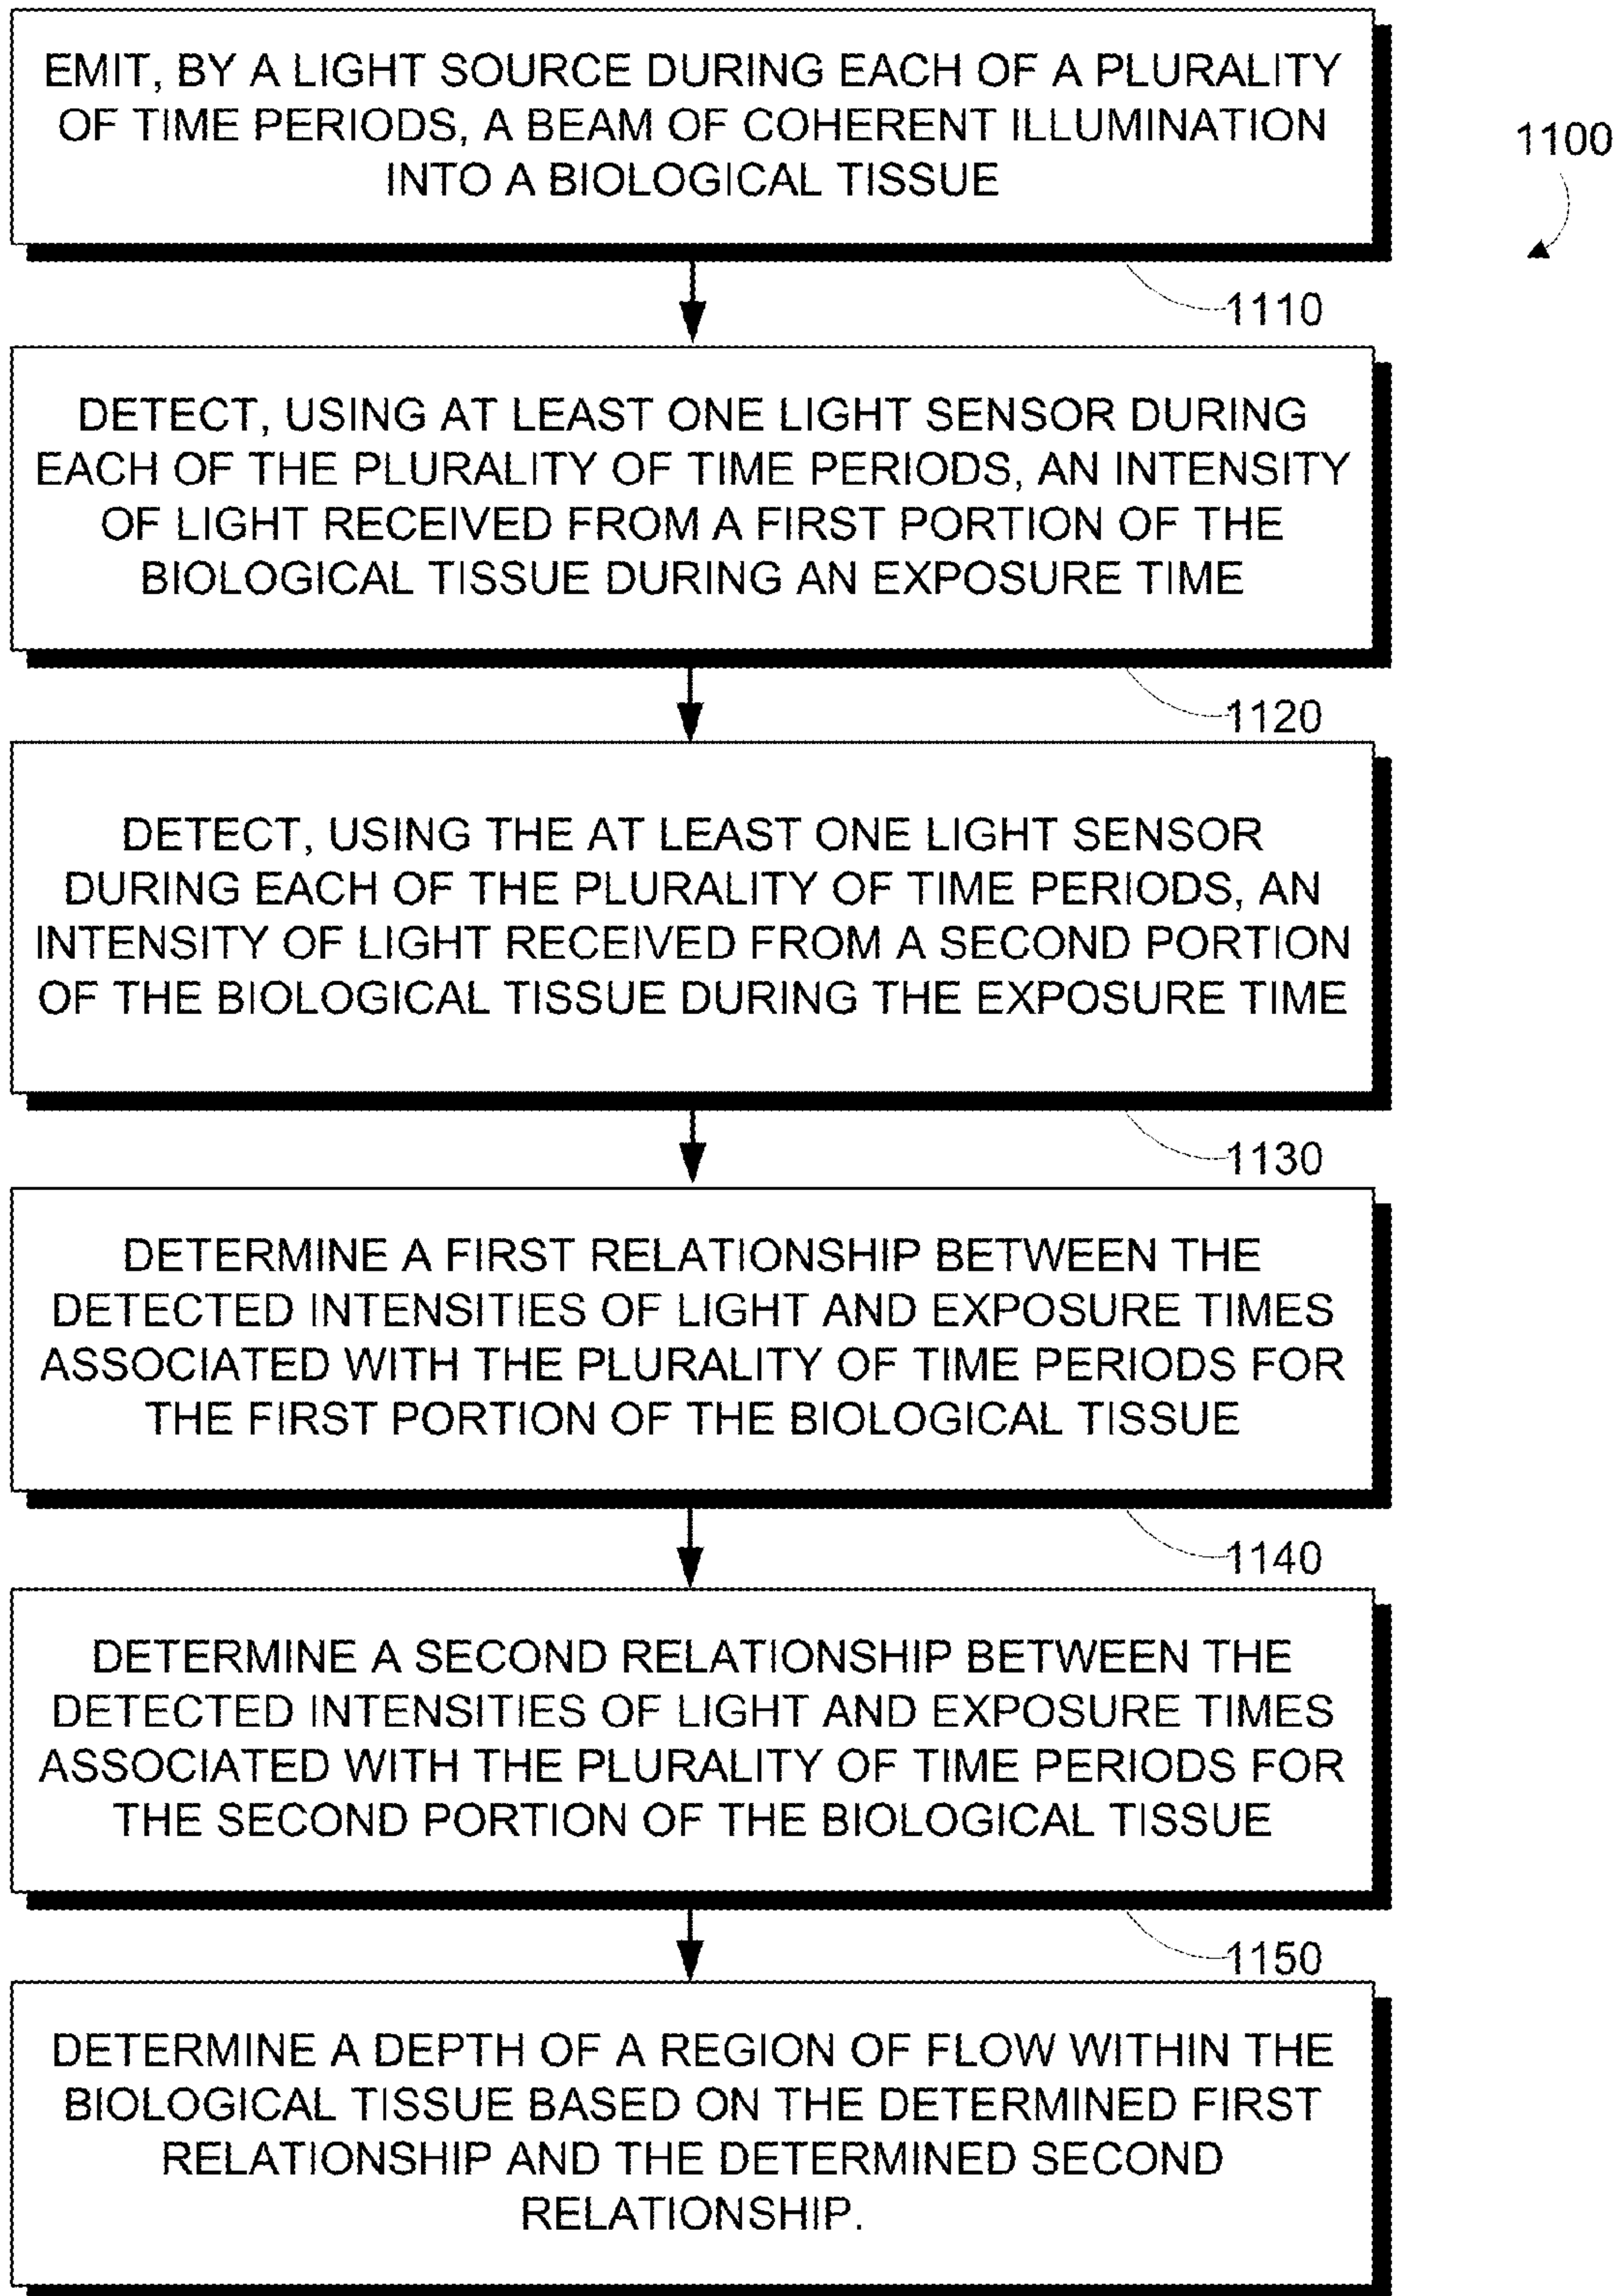 EMIT, BY A LIGHT SOURCE DURING EACH OF A PLURALITY
OF TIME PERIODS, A BEAM OF COHERENT ILLUMINATION
INTO A BIOLOGICAL TISSUE
1100
1110
DETECT, USING AT LEAST ONE LIGHT SENSOR DURING
EACH OF THE PLURALITY OF TIME PERIODS, AN INTENSITY
OF LIGHT RECEIVED FROM A FIRST PORTION OF THE
BIOLOGICAL TISSUE DURING AN EXPOSURE TIME
1120
DETECT, USING THE AT LEAST ONE LIGHT SENSOR
DURING EACH OF THE PLURALITY OF TIME PERIODS, AN
INTENSITY OF LIGHT RECEIVED FROM A SECOND PORTION
OF THE BIOLOGICAL TISSUE DURING THE EXPOSURE TIME
1130
DETERMINE A FIRST RELATIONSHIP BETWEEN THE
DETECTED INTENSITIES OF LIGHT AND EXPOSURE TIMES
ASSOCIATED WITH THE PLURALITY OF TIME PERIODS FOR
THE FIRST PORTION OF THE BIOLOGICAL TISSUE
1140
DETERMINE A SECOND RELATIONSHIP BETWEEN THE
DETECTED INTENSITIES OF LIGHT AND EXPOSURE TIMES
ASSOCIATED WITH THE PLURALITY OF TIME PERIODS FOR
THE SECOND PORTION OF THE BIOLOGICAL TISSUE
1150
DETERMINE A DEPTH OF A REGION OF FLOW WITHIN THE
BIOLOGICAL TISSUE BASED ON THE DETERMINED FIRST
RELATIONSHIP AND THE DETERMINED SECOND
RELATIONSHIP.